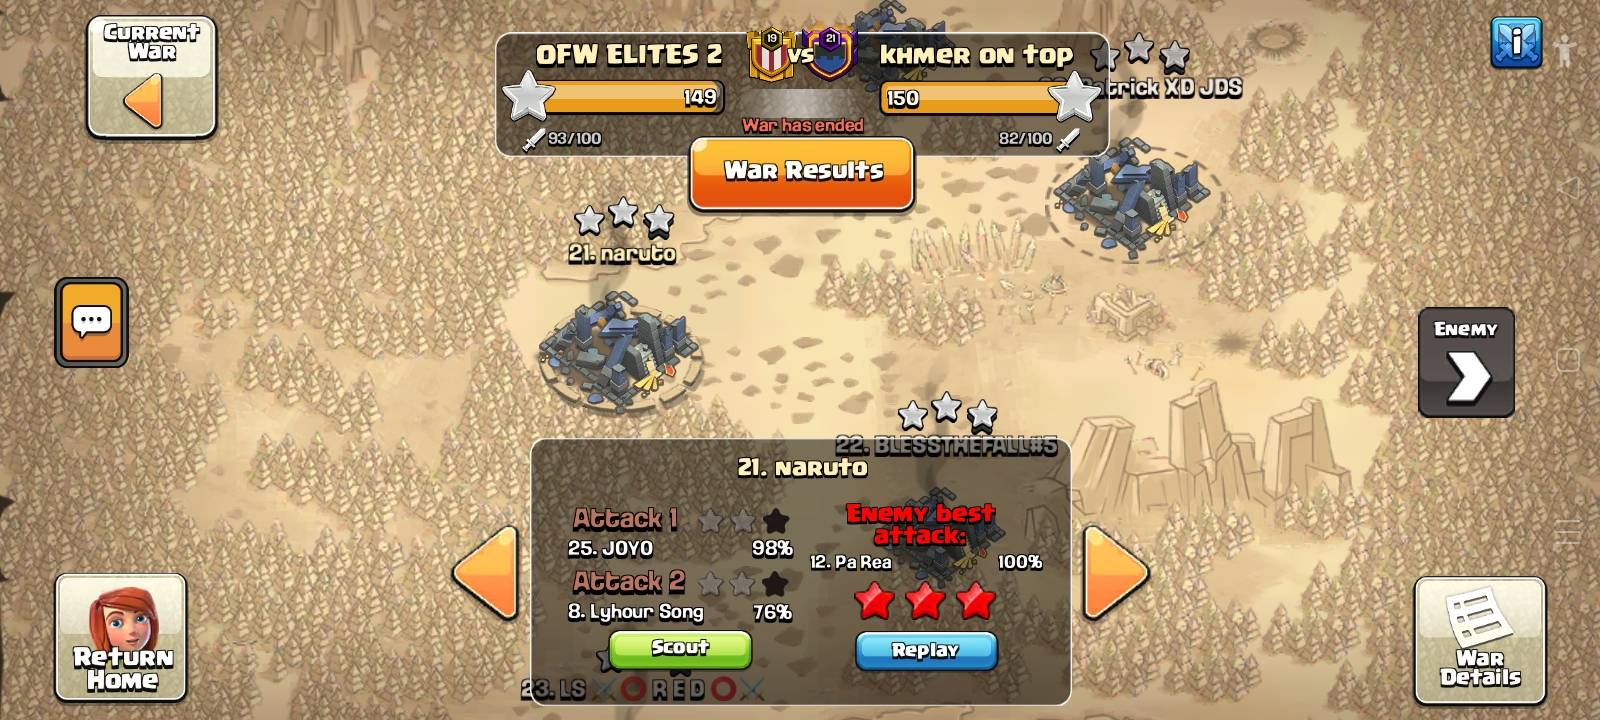 Current
War
OFW ELITES 2
19
VS
21
khmer on top
149
150
93/100
War has ended
82/100
War Results
trick XD JDS
21. naruto
Enemy
22. BLESSTHEFALL#5
21. naruto
Attack 1
25. JOYO 98%
Attack 2
8. Lyhour Song 76%
Scout
Enemy best
attack:
12. Pa Rea 100%
Replay
23. LS ⚔️⭕RED⭕⚔️
Return
Home
War
Details